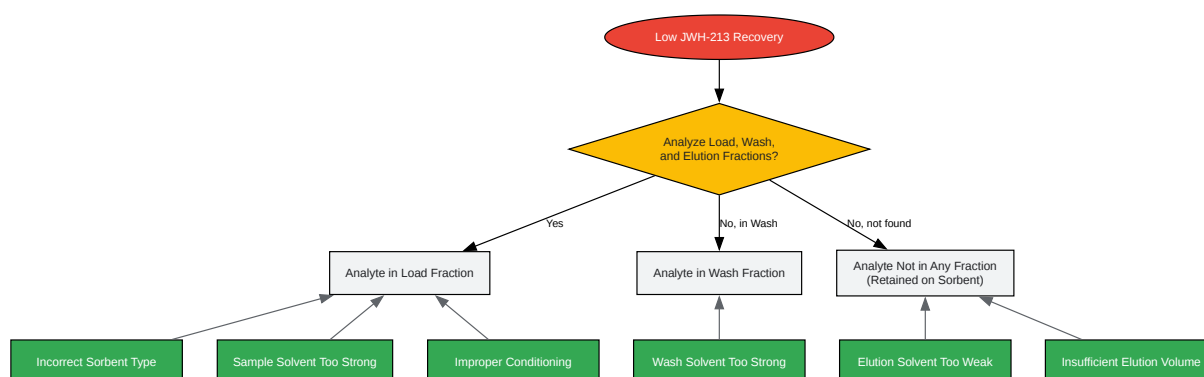 Low JWH-213 Recovery
Analyze Load, Wash,
and Elution Fractions?
Yes
No, in Wash
No, not found
Analyte in Load Fraction
Analyte in Wash Fraction
Analyte Not in Any Fraction
(Retained on Sorbent)
Incorrect Sorbent Type
Sample Solvent Too Strong
Improper Conditioning
Wash Solvent Too Strong
Elution Solvent Too Weak
Insufficient Elution Volume